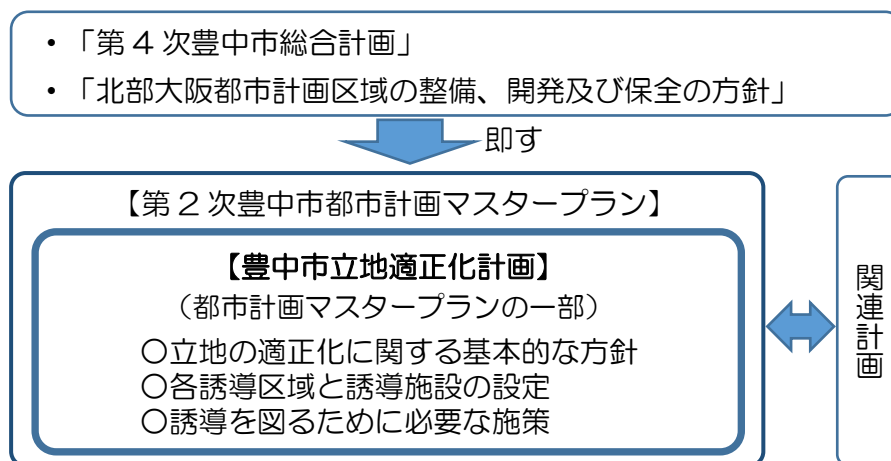 ・「第4次豊中市総合計画」
・「北部大阪都市計画区域の整備、開発及び保全の方針」
即す
【第2次豊中市都市計画マスタープラン】
【豊中市立地適正化計画】
（都市計画マスタープランの一部）
〇立地の適正化に関する基本的な方針
〇各誘導区域と誘導施設の設定
〇誘導を図るために必要な施策
関連計画